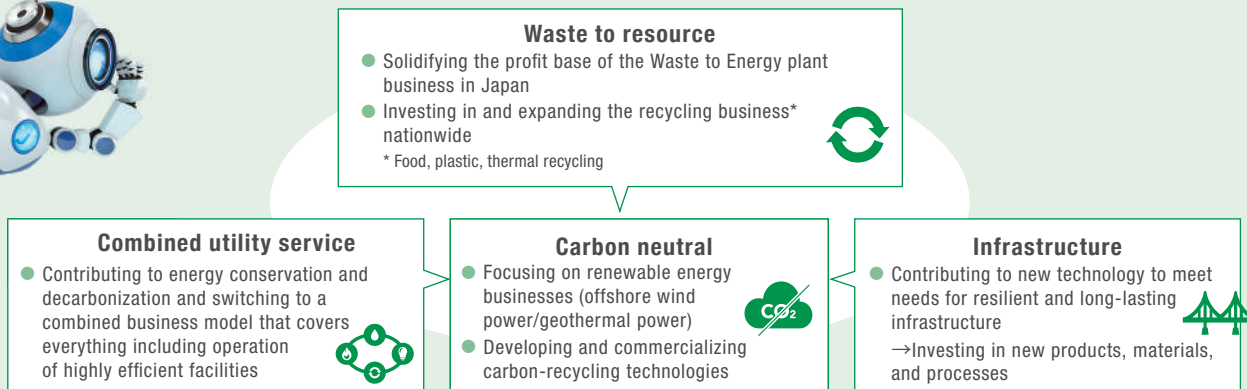 Waste to resource
Solidifying the profit base of the Waste to Energy plant
business in Japan
Investing in and expanding the recycling business*
nationwide
* Food, plastic, thermal recycling
Combined utility service
Contributing to energy conservation and
decarbonization and switching to a
combined business model that covers
everything including operation
of highly efficient facilities
Carbon neutral
Focusing on renewable energy
businesses (offshore wind
power/geothermal power)
Developing and commercializing
carbon-recycling technologies
CO2
Infrastructure
Contributing to new technology to meet
needs for resilient and long-lasting
infrastructure
→Investing in new products, materials,
and processes